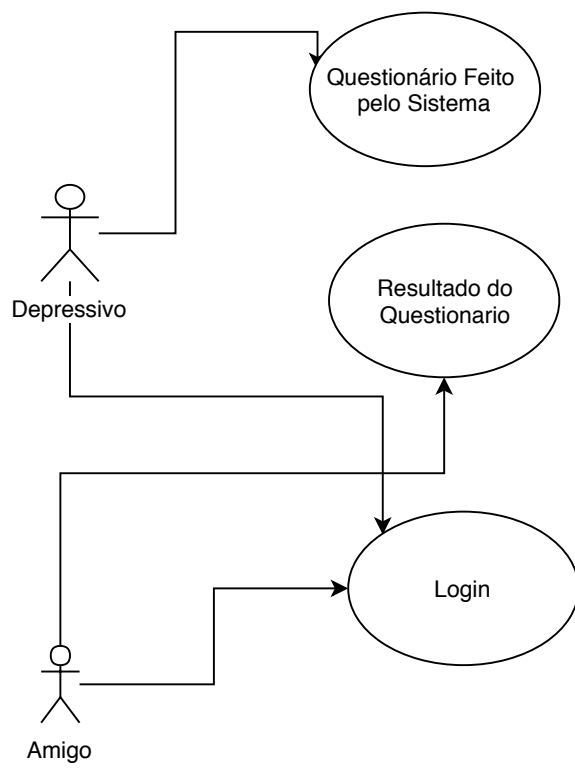 Questionário Feito
pelo Sistema
Depressivo
Resultado do
Questionario
Login
Amigo